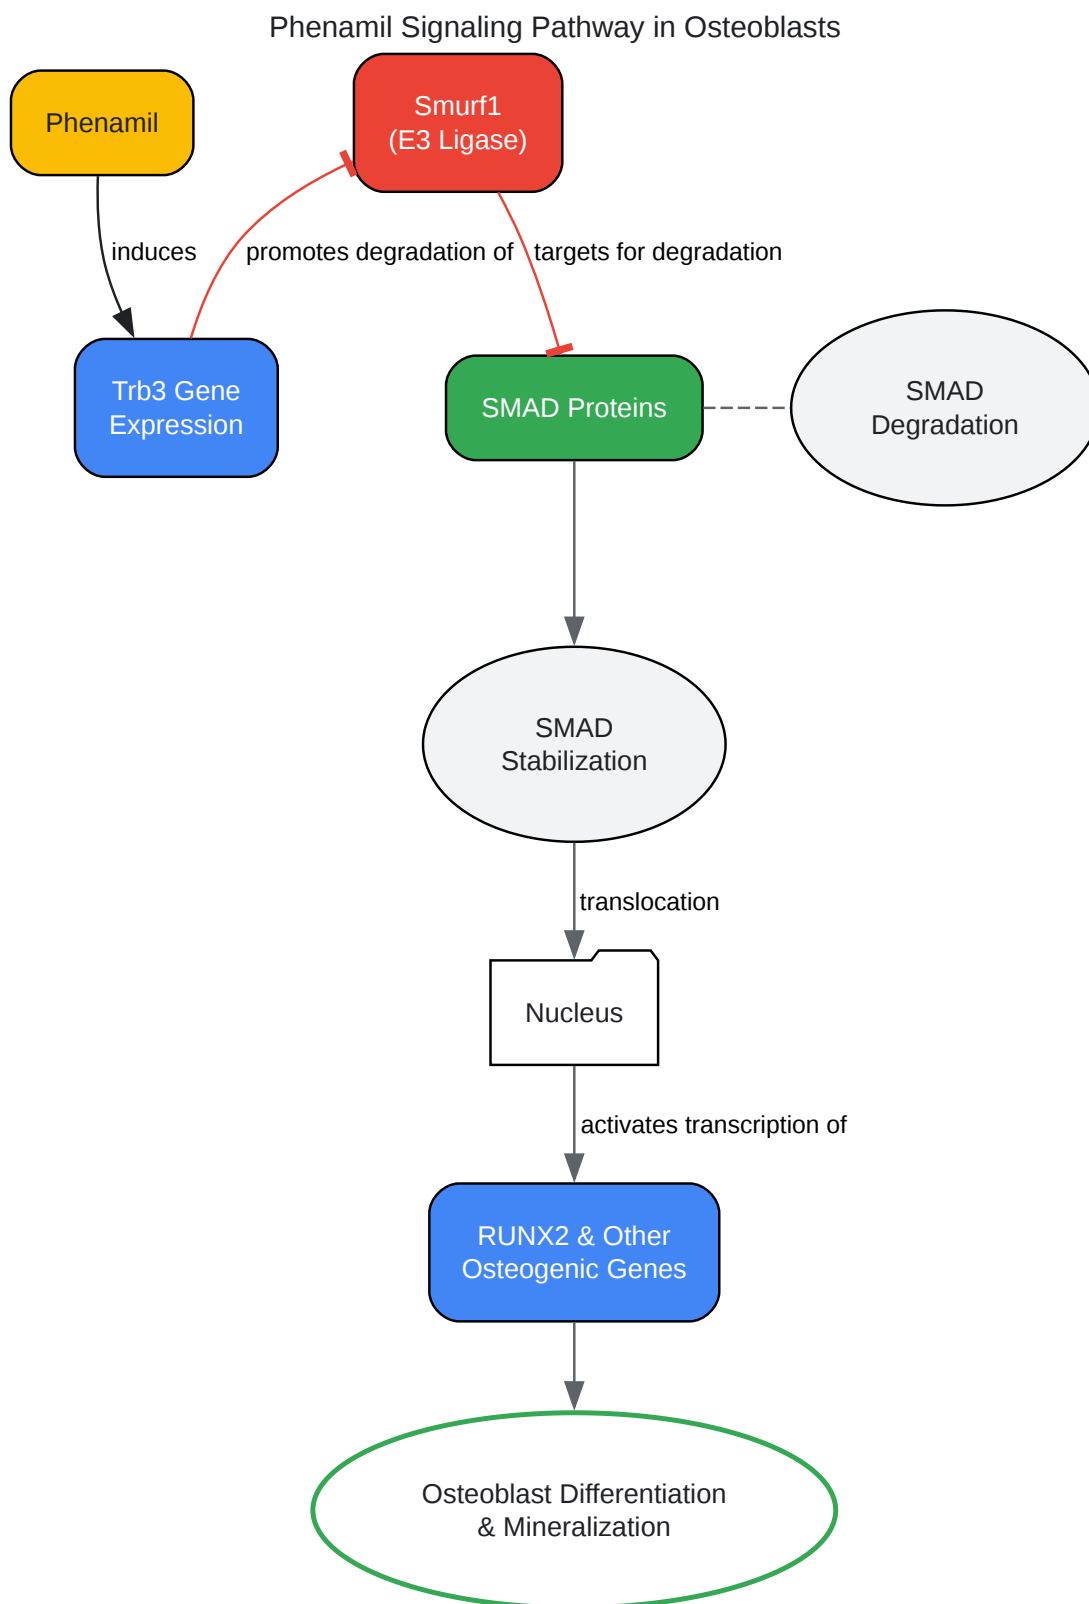 Phenamil Signaling Pathway in Osteoblasts
Phenamil
Smurf1
(E3 Ligase)
induces
promotes degradation of
targets for degradation
Trb3 Gene
Expression
SMAD Proteins
SMAD
Degradation
SMAD
Stabilization
translocation
Nucleus
activates transcription of
RUNX2 & Other
Osteogenic Genes
Osteoblast Differentiation
& Mineralization